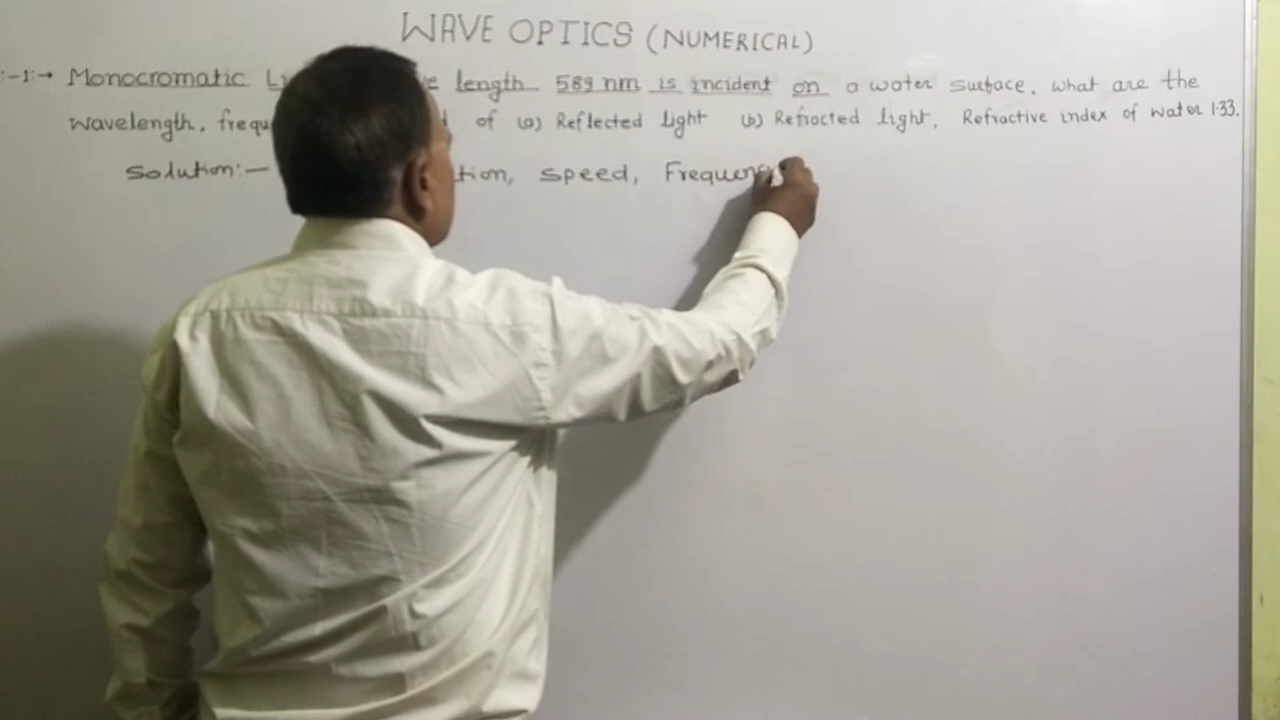 WAVE OPTICS (NUMERICAL)
:-1:→ Monocromatic length 589 nm is incident on a water surface. what are the
wavelength, of (a) Reflected light (b) Refracted light, Refractive index of water 1.33.
Solution:— speed,